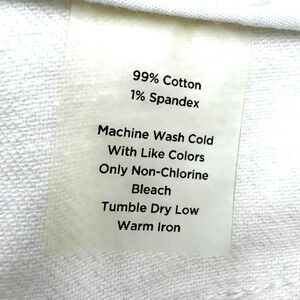 99% Cotton
1% Spandex
Machine Wash Cold
With Like Colors
Only Non-Chlorine
Bleach
Tumble Dry Low
Warm Iron